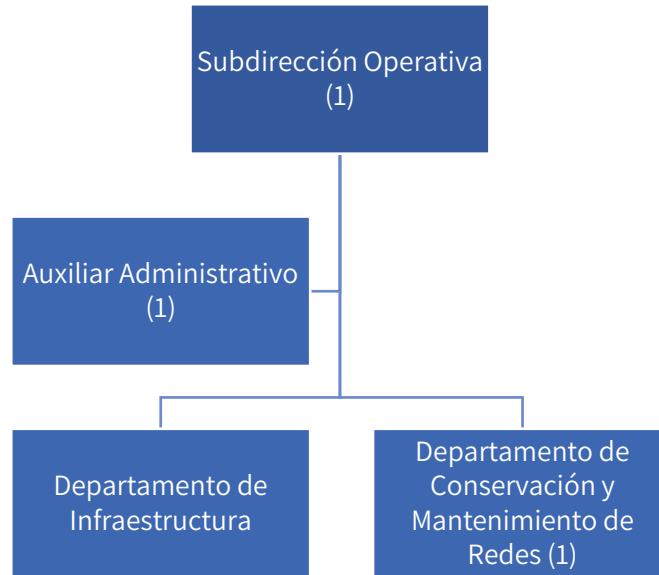 Subdirección Operativa
(1)
Auxiliar Administrativo
(1)
Departamento de
Infraestructura
Departamento de
Conservación y
Mantenimiento de
Redes (1)